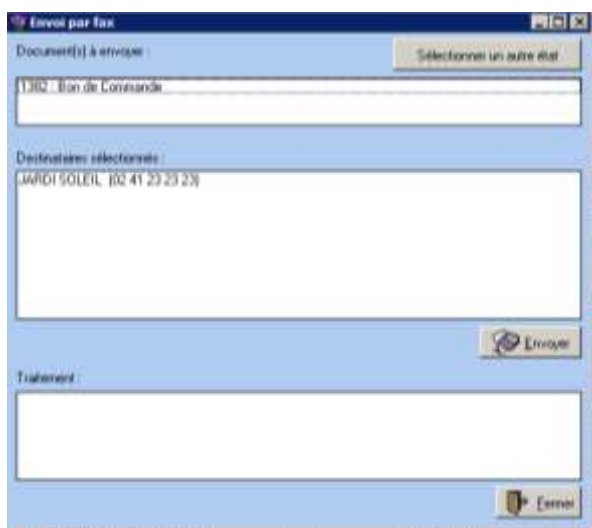 Envoi par fax
Document(s) à envoyer :
Sélectionner un autre état
1382 : Bon de Commande
Destinataires sélectionnés :
JARDI SOLEIL (02 41 23 23 23)
Envoyer
Traitement :
Fermer